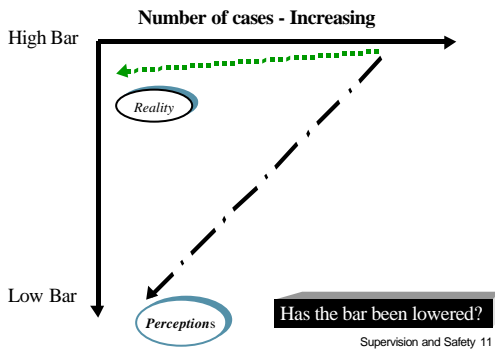 Number of cases - Increasing
High Bar
Reality
Low Bar
Perceptions
Has the bar been lowered?
Supervision and Safety 11